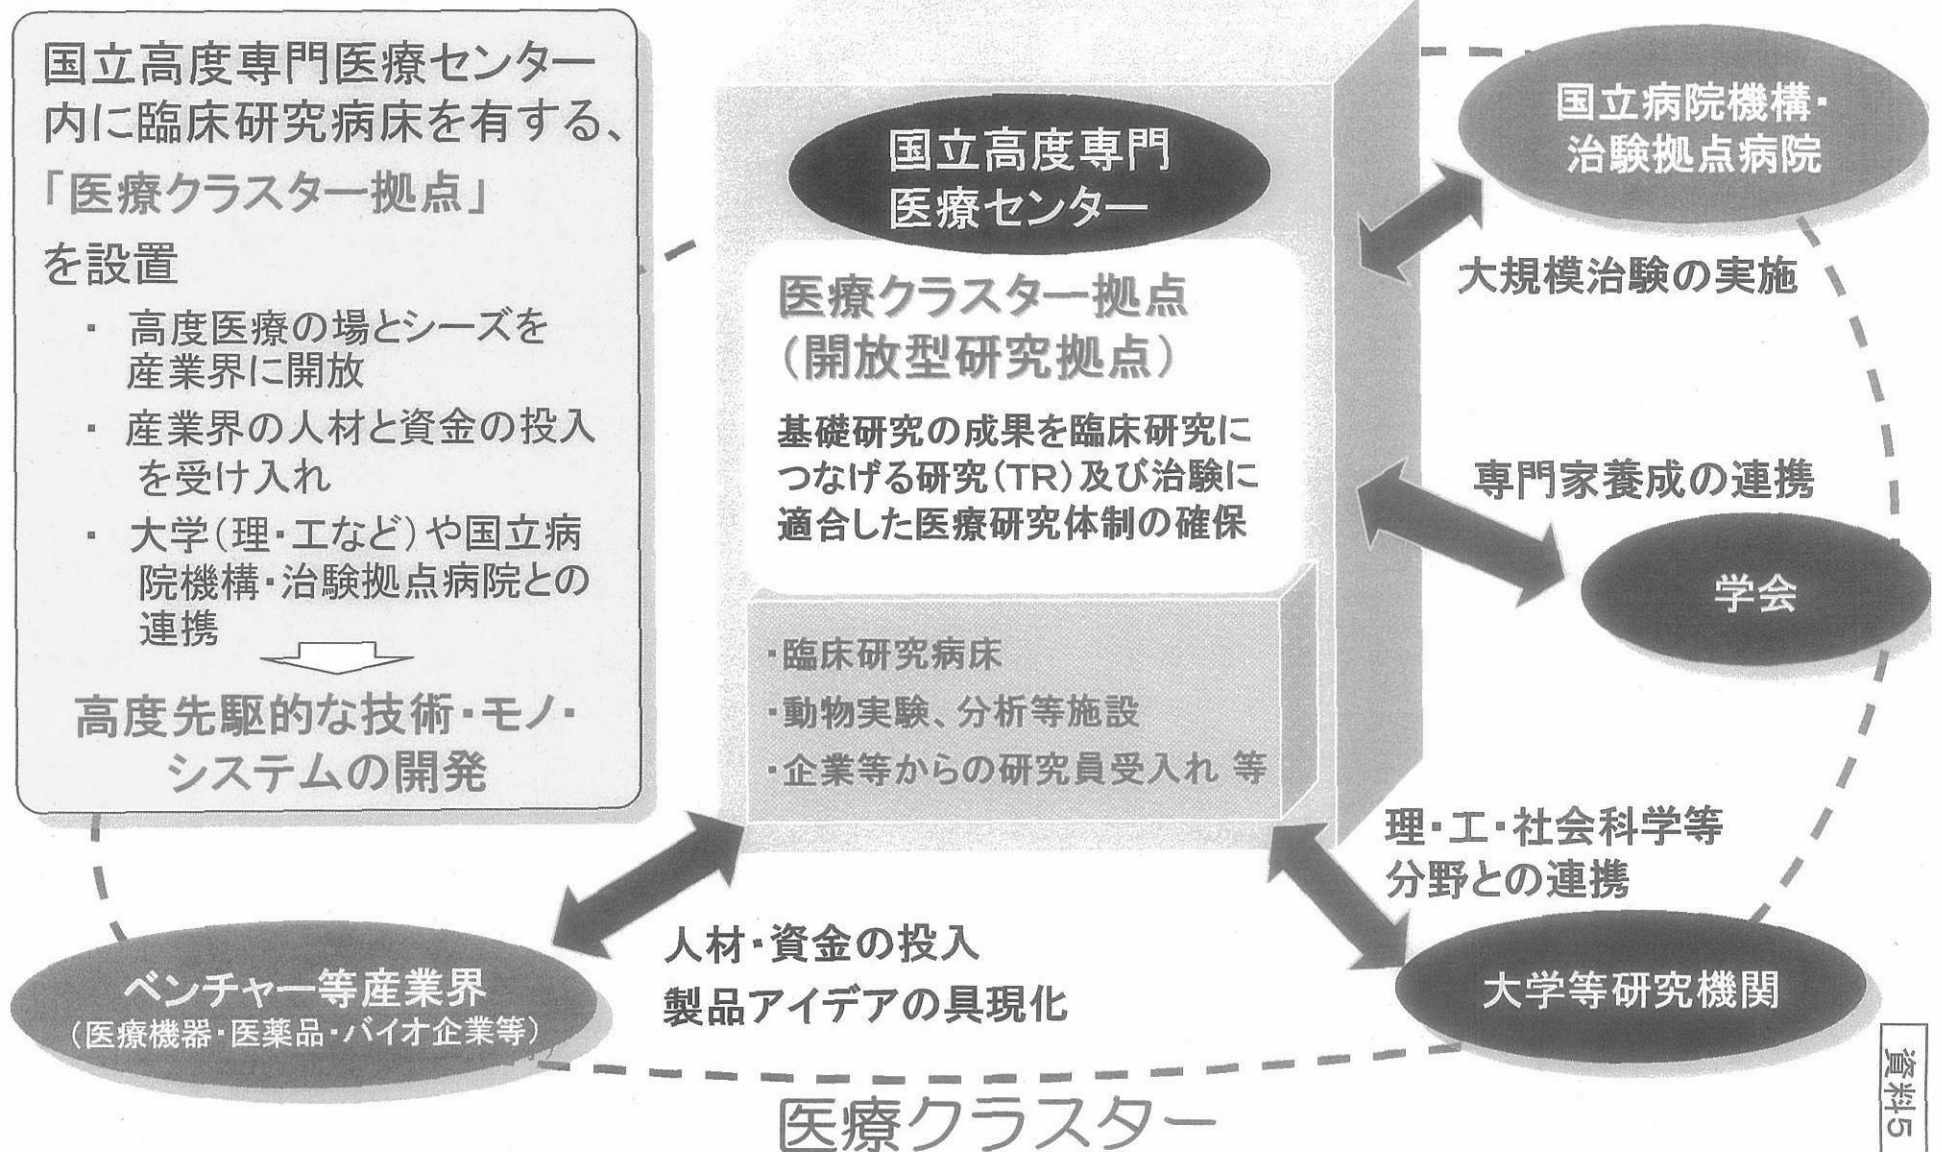 国立高度専門医療センター
内に臨床研究病床を有する、
「医療クラスター拠点」
を設置
・ 高度医療の場とシーズを
産業界に開放
・ 産業界の人材と資金の投入
を受け入れ
・ 大学(理・工など)や国立病
院機構・治験拠点病院との
連携
高度先駆的な技術・モノ・
システムの開発
国立高度専門
医療センター
医療クラスター拠点
(開放型研究拠点)
基礎研究の成果を臨床研究に
つなげる研究(TR)及び治験に
適合した医療研究体制の確保
・臨床研究病床
・動物実験、分析等施設
・企業等からの研究員受入れ 等
国立病院機構・
治験拠点病院
大規模治験の実施
専門家養成の連携
学会
理・工・社会科学等
分野との連携
大学等研究機関
人材・資金の投入
製品アイデアの具現化
ベンチャー等産業界
(医療機器・医薬品・バイオ企業等)
医療クラスター
資料5